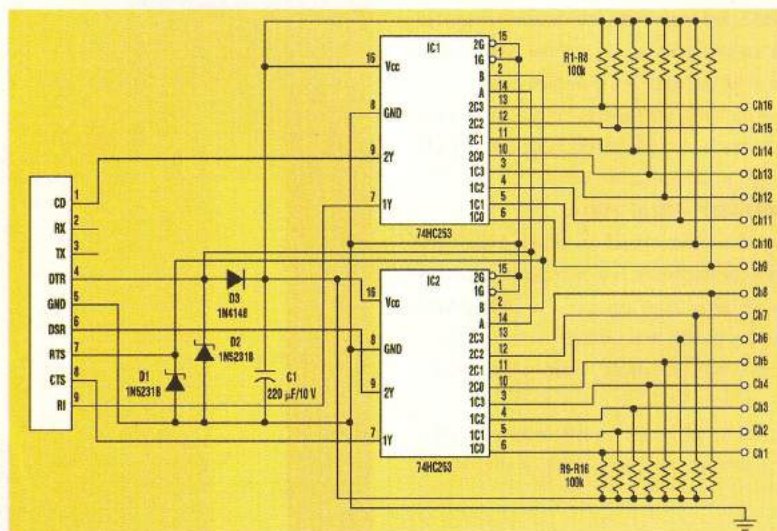 CD 1
RX 2
TX 3
DTR 4
GND 5
DSR 6
RTS 7
CTS 8
RI 9
D1
1N5231B
D2
1N5231B
D3
1N4148
C1
220 µF/10 V
IC1
16 Vcc
8 GND
9 2Y
7 1Y
2G 15
1G 1
B 2
A 14
2C3 13
2C2 12
2C1 11
2C0 10
1C3 3
1C2 4
1C1 5
1C0 6
74HC253
IC2
16 Vcc
8 GND
9 2Y
7 1Y
2G 15
1G 1
B 2
A 14
2C3 13
2C2 12
2C1 11
2C0 10
1C3 3
1C2 4
1C1 5
1C0 6
74HC253
R1-R8
100k
Ch16
Ch15
Ch14
Ch13
Ch12
Ch11
Ch10
Ch9
Ch8
Ch7
Ch6
Ch5
Ch4
Ch3
Ch2
Ch1
R9-R16
100k